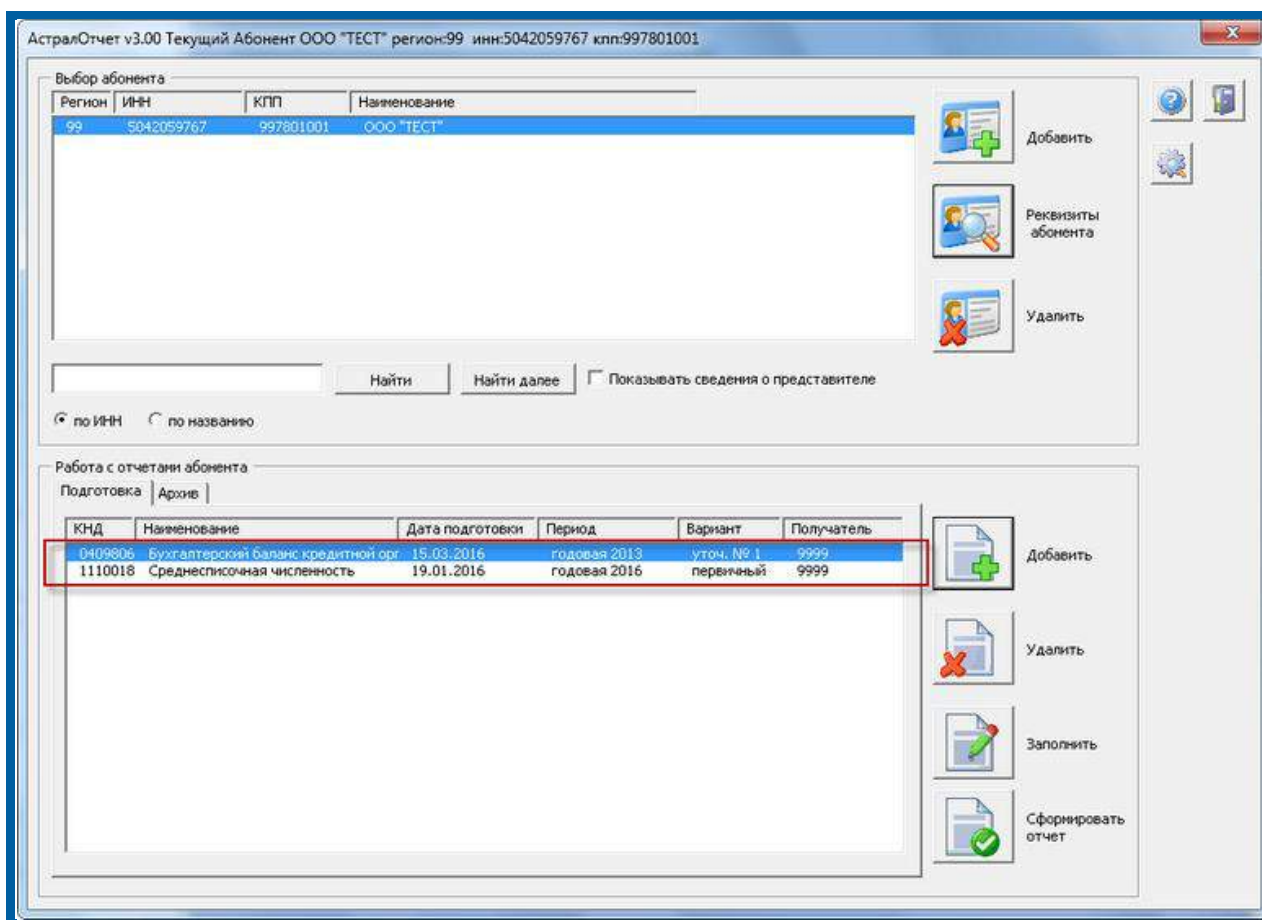 АстралОтчет v3.00 Текущий Абонент ООО "ТЕСТ" регион:99 инн:5042059767 кпп:997801001
Выбор абонента
Регион ИНН КПП Наименование
99 5042059767 997801001 ООО "ТЕСТ"
Добавить
Реквизиты
абонента
Удалить
Найти Найти далее Показывать сведения о представителе
по ИНН по названию
Работа с отчетами абонента
Подготовка Архив
КНД Наименование Дата подготовки Период Вариант Получатель
0409806 Бухгалтерский баланс кредитной орг 15.03.2016 годовая 2013 уточ. № 1 9999
1110018 Среднесписочная численность 19.01.2016 годовая 2016 первичный 9999
Добавить
Удалить
Заполнить
Сформировать
отчет